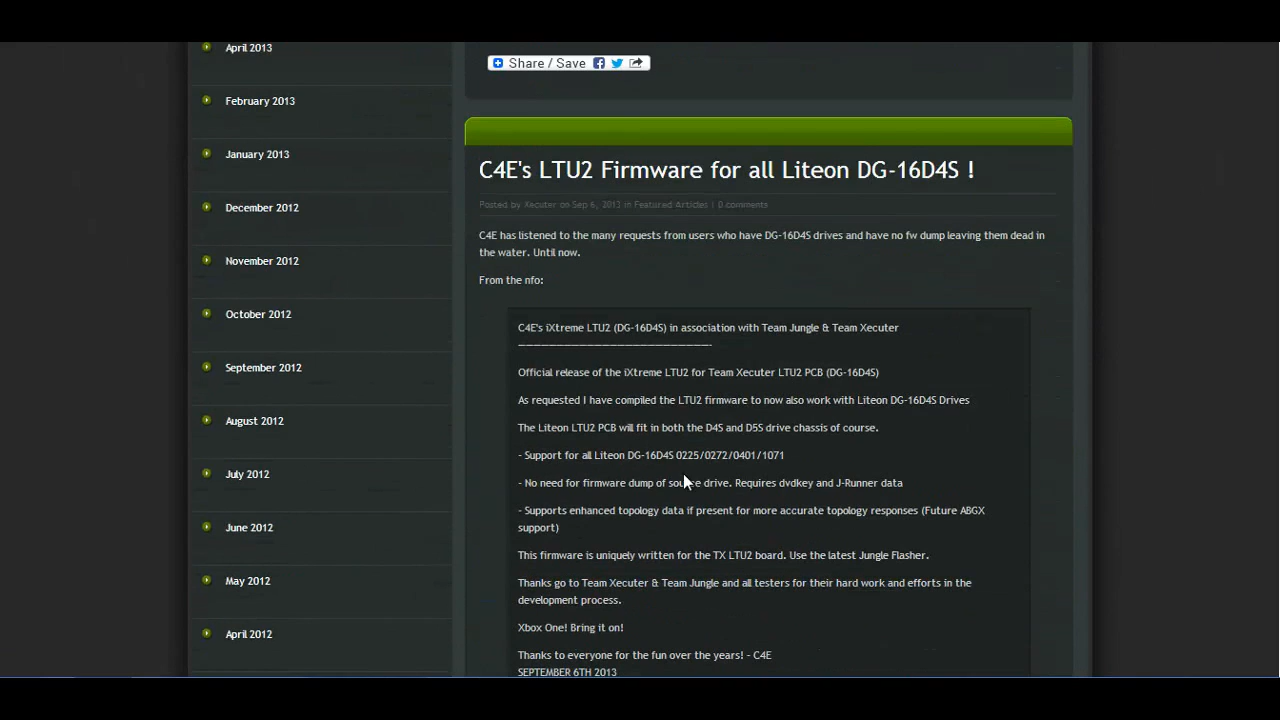 April 2013
February 2013
January 2013
December 2012
November 2012
October 2012
September 2012
August 2012
July 2012
June 2012
May 2012
April 2012
Share / Save
C4E's LTU2 Firmware for all Liteon DG-16D4S !
Posted by Xecuter on Sep 6, 2013 in Featured Articles | 0 comments
C4E has listened to the many requests from users who have DG-16D4S drives and have no fw dump leaving them dead in
the water. Until now.
From the nfo:
C4E's iXtreme LTU2 (DG-16D4S) in association with Team Jungle & Team Xecuter
Official release of the iXtreme LTU2 for Team Xecuter LTU2 PCB (DG-16D4S)
As requested I have compiled the LTU2 firmware to now also work with Liteon DG-16D4S Drives
The Liteon LTU2 PCB will fit in both the D4S and D5S drive chassis of course.
- Support for all Liteon DG-16D4S 0225/0272/0401/1071
- No need for firmware dump of source drive. Requires dvdkey and J-Runner data
- Supports enhanced topology data if present for more accurate topology responses (Future ABGX
support)
This firmware is uniquely written for the TX LTU2 board. Use the latest Jungle Flasher.
Thanks go to Team Xecuter & Team Jungle and all testers for their hard work and efforts in the
development process.
Xbox One! Bring it on!
Thanks to everyone for the fun over the years! - C4E
SEPTEMBER 6TH 2013